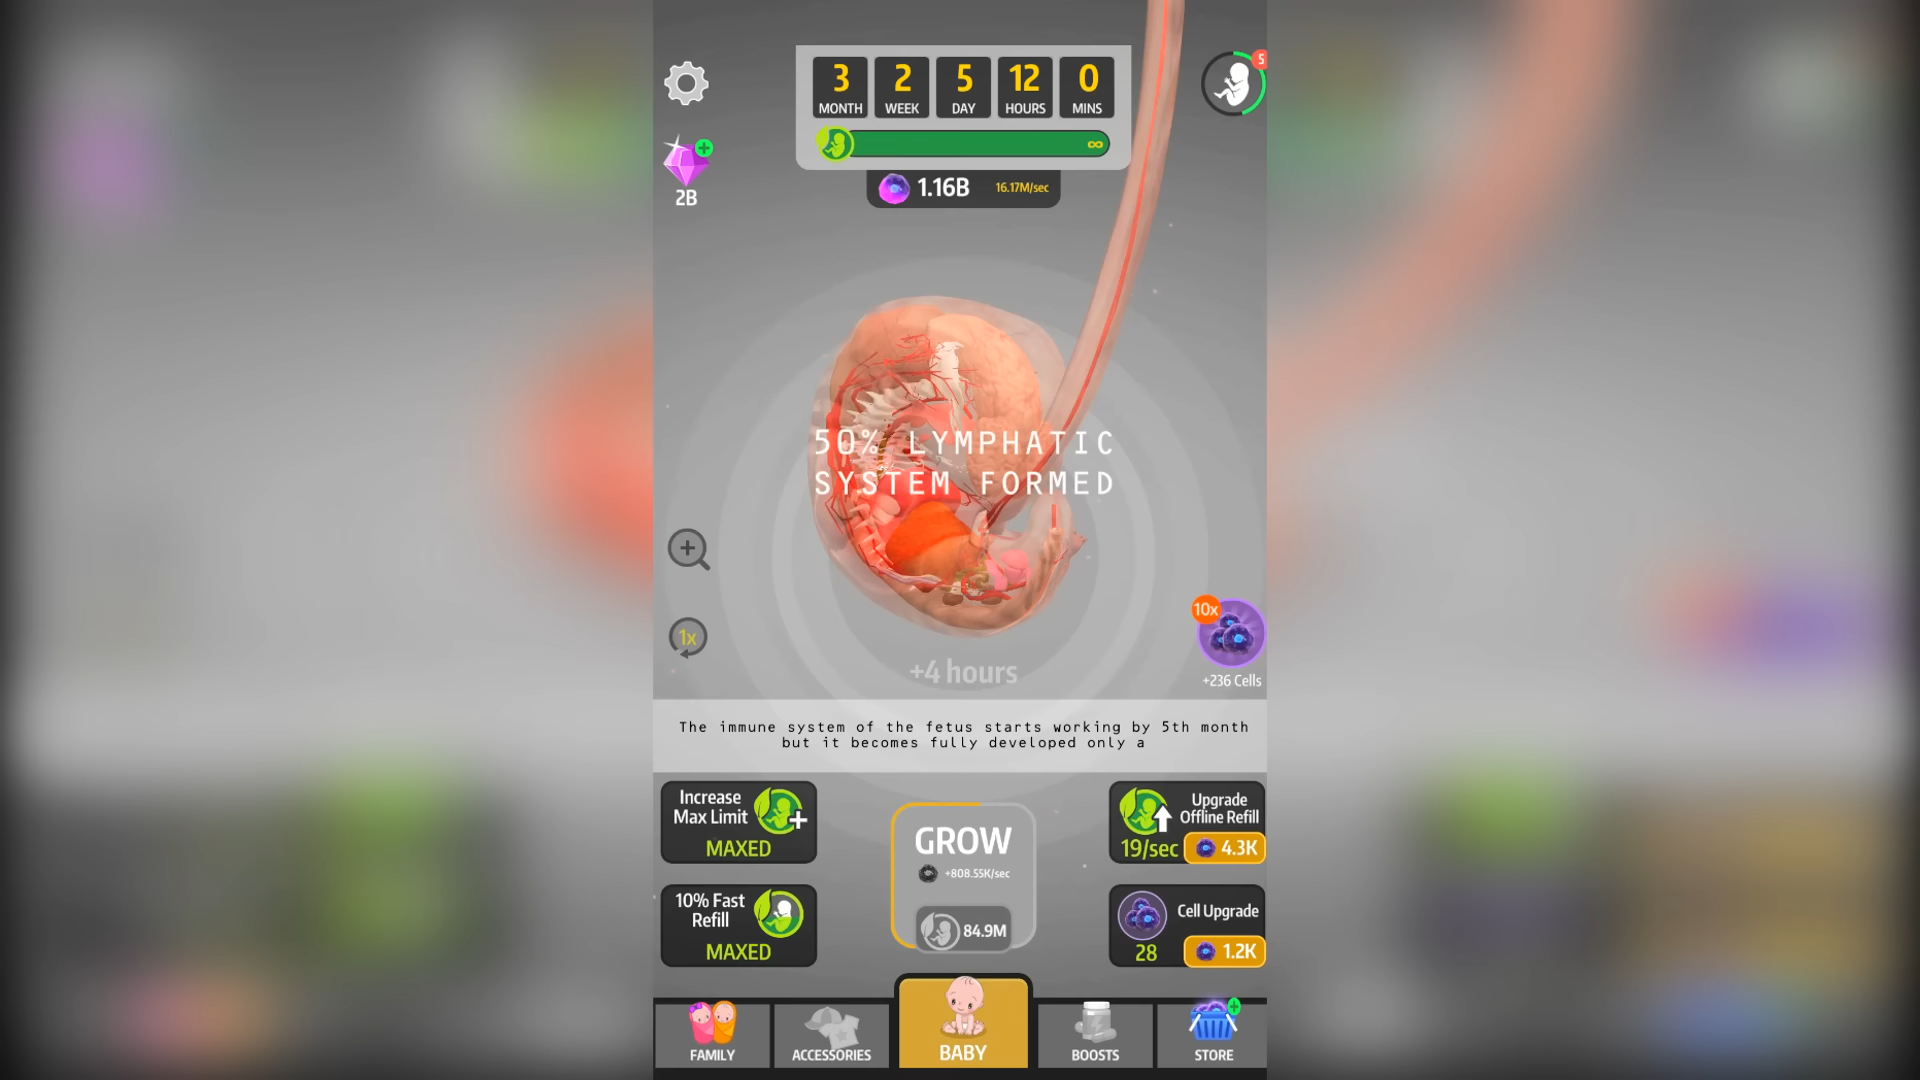 3 2 5 12 0
MONTH WEEK DAY HOURS MINS
5
∞
1.16B 16.17M/sec
2B
50% LYMPHATIC
SYSTEM FORMED
1x
10x
+4 hours
+236 Cells
The immune system of the fetus starts working by 5th month
but it becomes fully developed only a
Increase
Max Limit
MAXED
GROW
+808.55K/sec
84.9M
Upgrade
Offline Refill
19/sec 4.3K
10% Fast
Refill
MAXED
Cell Upgrade
28 1.2K
FAMILY ACCESSORIES BABY BOOSTS STORE